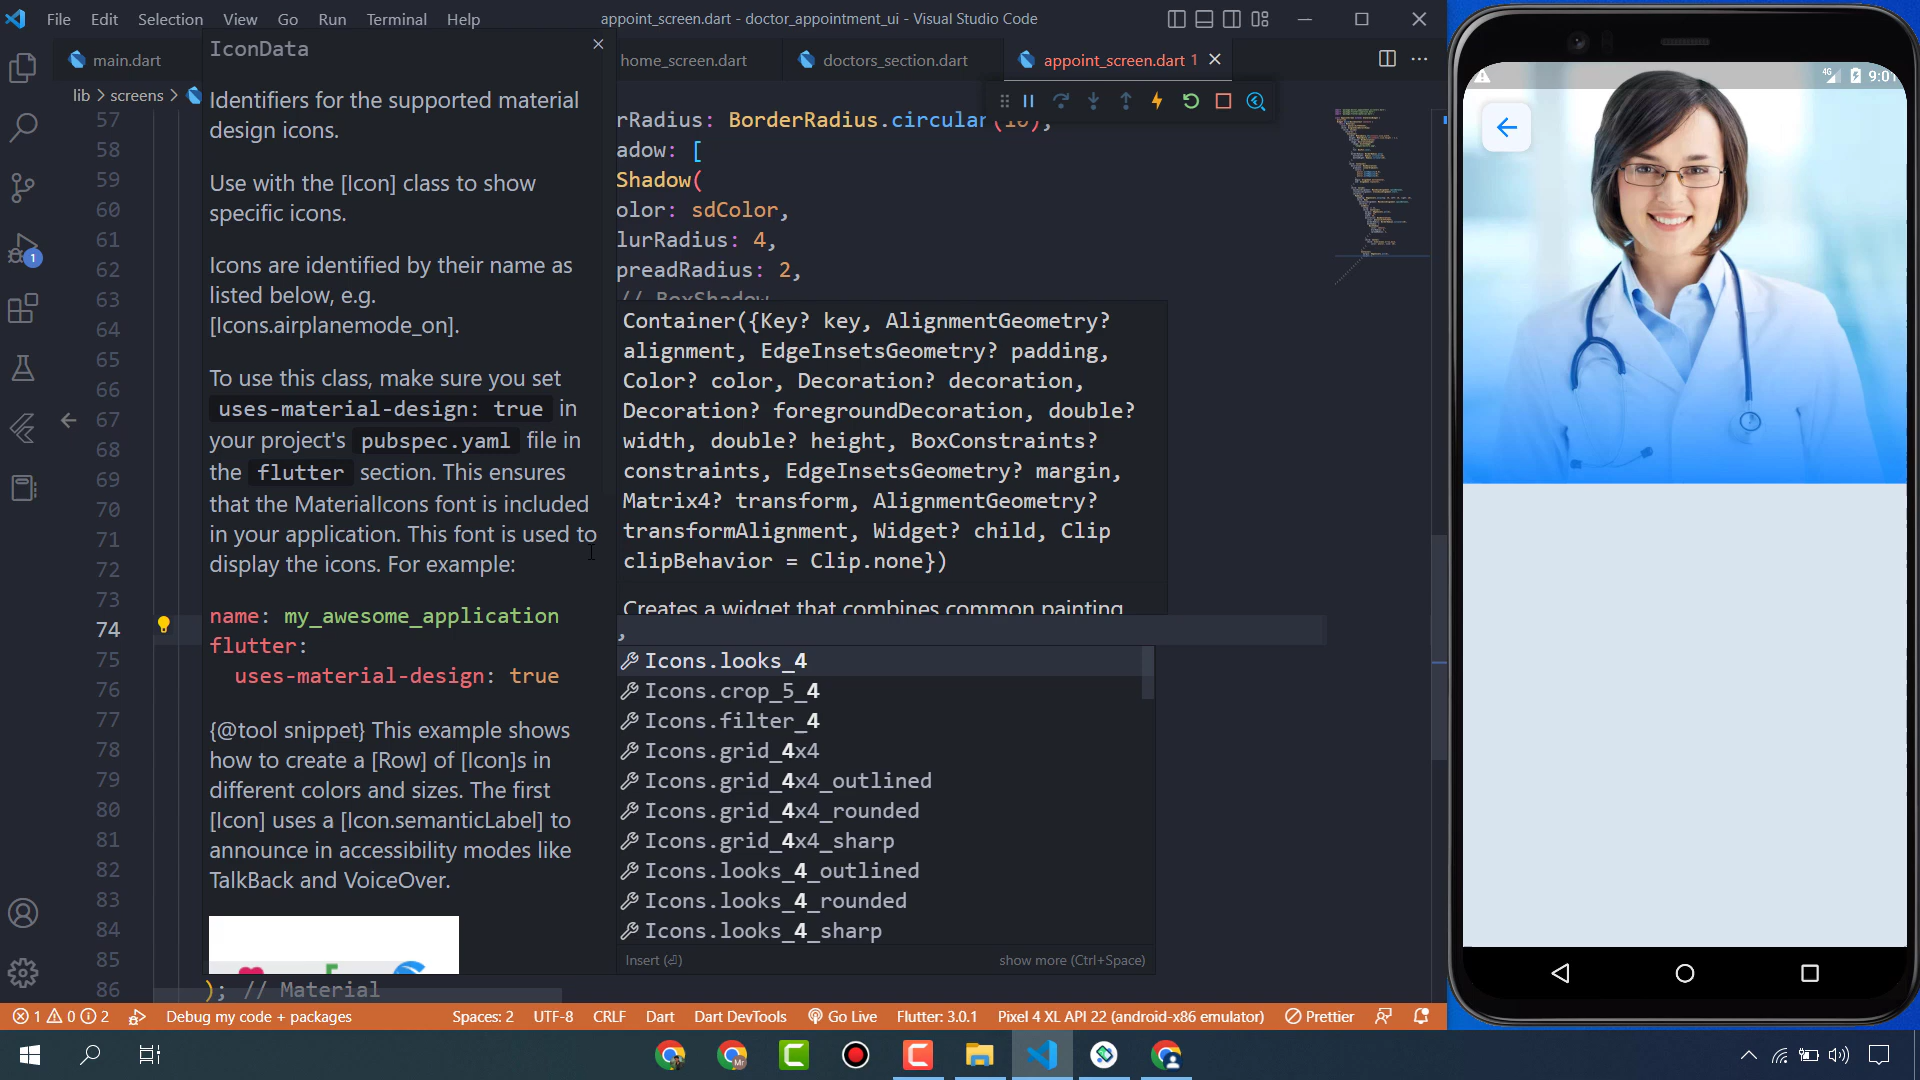 File Edit Selection View Go Run Terminal Help
appoint_screen.dart - doctor_appointment_ui - Visual Studio Code
main.dart
home_screen.dart
doctors_section.dart
appoint_screen.dart 1
lib > screens >
IconData
Identifiers for the supported material
design icons.
Use with the [Icon] class to show
specific icons.
Icons are identified by their name as
listed below, e.g.
[Icons.airplanemode_on].
To use this class, make sure you set
uses-material-design: true in
your project's pubspec.yaml file in
the flutter section. This ensures
that the MaterialIcons font is included
in your application. This font is used to
display the icons. For example:
name: my_awesome_application
flutter:
uses-material-design: true
{@tool snippet} This example shows
how to create a [Row] of [Icon]s in
different colors and sizes. The first
[Icon] uses a [Icon.semanticLabel] to
announce in accessibility modes like
TalkBack and VoiceOver.
57
58
59
60
61
62
63
64
65
66
67
68
69
70
71
72
73
74
75
76
77
78
79
80
81
82
83
84
85
86
rRadius: BorderRadius.circular(10),
adow: [
Shadow(
olor: sdColor,
lurRadius: 4,
preadRadius: 2,
// BoxShadow
Container({Key? key, AlignmentGeometry?
alignment, EdgeInsetsGeometry? padding,
Color? color, Decoration? decoration,
Decoration? foregroundDecoration, double?
width, double? height, BoxConstraints?
constraints, EdgeInsetsGeometry? margin,
Matrix4? transform, AlignmentGeometry?
transformAlignment, Widget? child, Clip
clipBehavior = Clip.none})
Creates a widget that combines common painting
,
Icons.looks_4
Icons.crop_5_4
Icons.filter_4
Icons.grid_4x4
Icons.grid_4x4_outlined
Icons.grid_4x4_rounded
Icons.grid_4x4_sharp
Icons.looks_4_outlined
Icons.looks_4_rounded
Icons.looks_4_sharp
Insert (⏎) show more (Ctrl+Space)
); // Material
1
1 0 2 Debug my code + packages Spaces: 2 UTF-8 CRLF Dart Dart DevTools Go Live Flutter: 3.0.1 Pixel 4 XL API 22 (android-x86 emulator) Prettier
4G 9:01
Mr